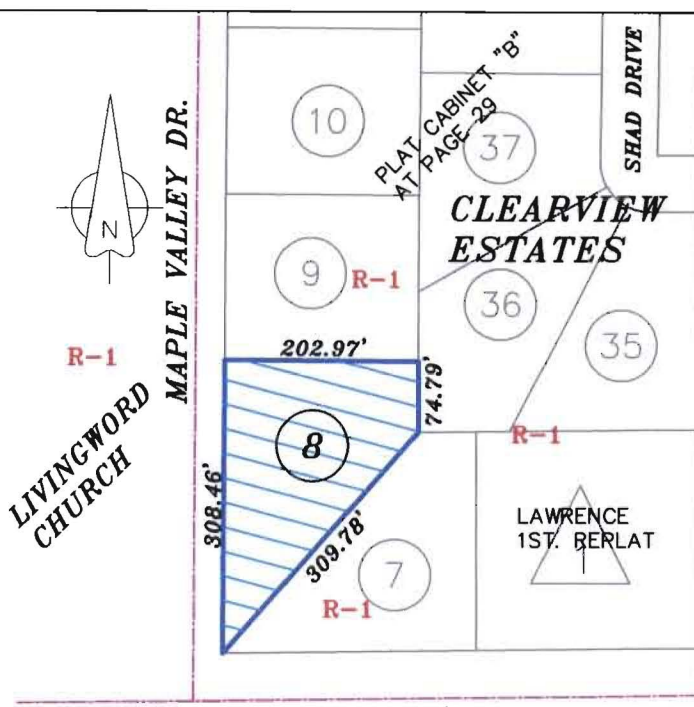 10
PLAT CABINET "B"
AT PAGE 29
37
SHAD DRIVE
N
MAPLE VALLEY DR.
CLEARVIEW
ESTATES
9
R-1
36
35
R-1
202.97'
74.79'
LIVINGWORD
CHURCH
8
308.46'
309.78'
R-1
LAWRENCE
1ST. REPLAT
1
7
R-1